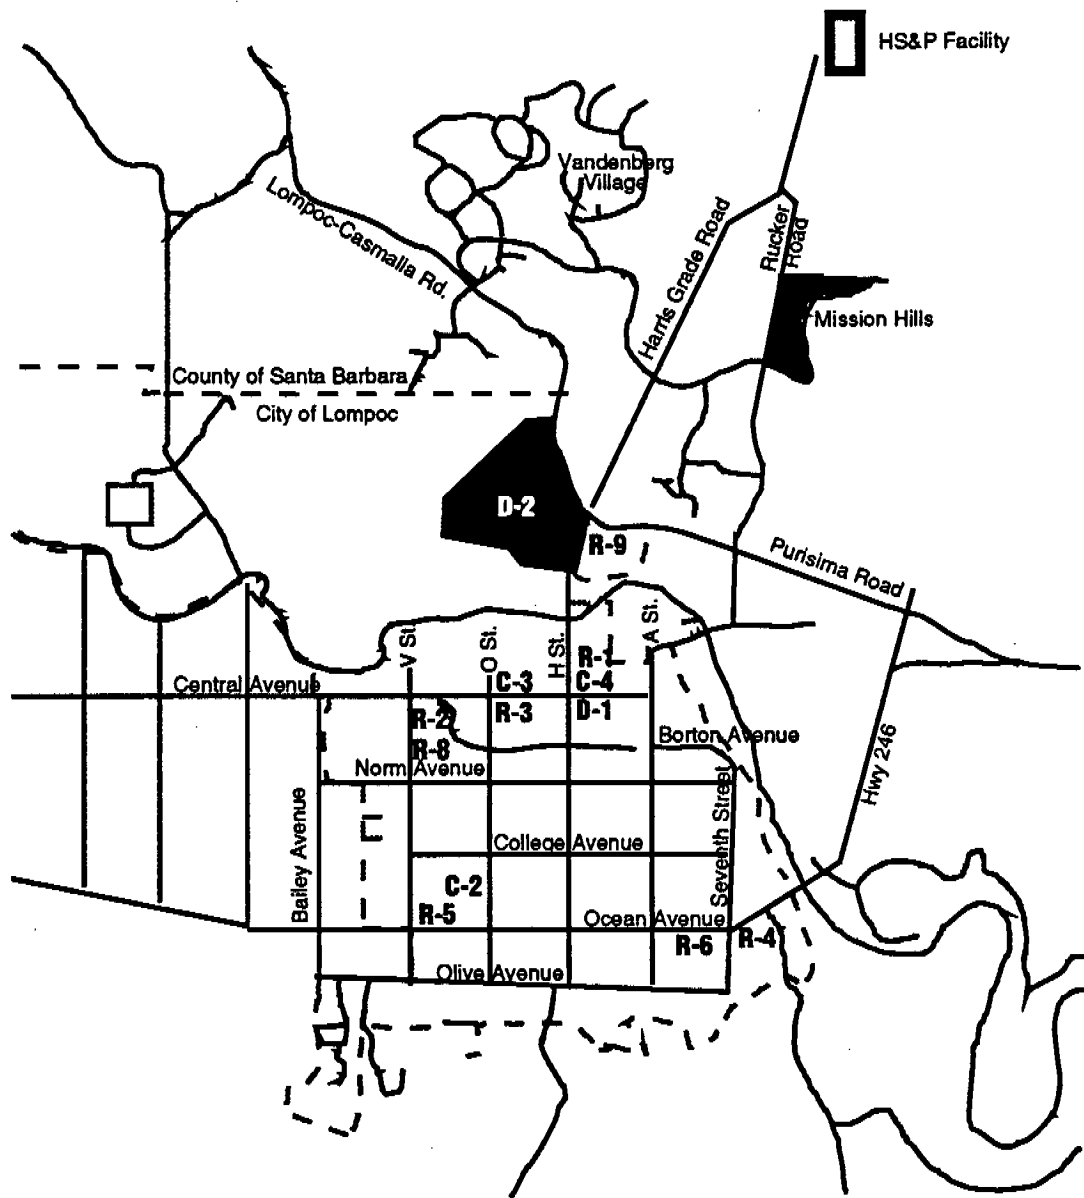 HS&P Facility
Vandenberg
Village
Lompoc-Casmalla Rd.
Harris Grade Road
Rucker
Road
Mission Hills
County of Santa Barbara
City of Lompoc
D-2
R-9
Purisima Road
V St.
O St.
H St.
A St.
R-1
Central Avenue
C-3
C-4
R-2
R-3
D-1
R-8
Borton Avenue
Norm Avenue
Hwy 246
Bailey Avenue
Seventh Street
College Avenue
C-2
R-5
Ocean Avenue
R-6
R-4
Olive Avenue